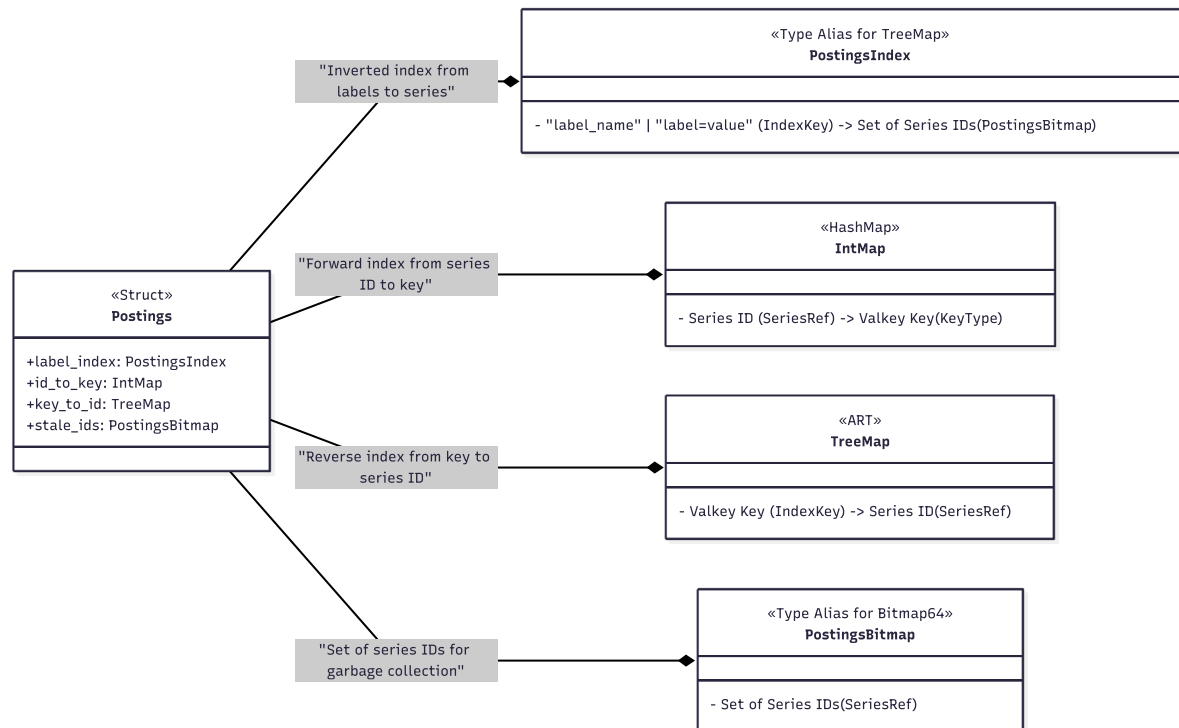 «Type Alias for TreeMap»
PostingsIndex
- "label_name" | "label=value" (IndexKey) -> Set of Series IDs(PostingsBitmap)
"Inverted index from
labels to series"
«HashMap»
IntMap
- Series ID (SeriesRef) -> Valkey Key(KeyType)
"Forward index from series
ID to key"
«Struct»
Postings
+label_index: PostingsIndex
+id_to_key: IntMap
+key_to_id: TreeMap
+stale_ids: PostingsBitmap
«ART»
TreeMap
- Valkey Key (IndexKey) -> Series ID(SeriesRef)
"Reverse index from key to
series ID"
«Type Alias for Bitmap64»
PostingsBitmap
- Set of Series IDs(SeriesRef)
"Set of series IDs for
garbage collection"